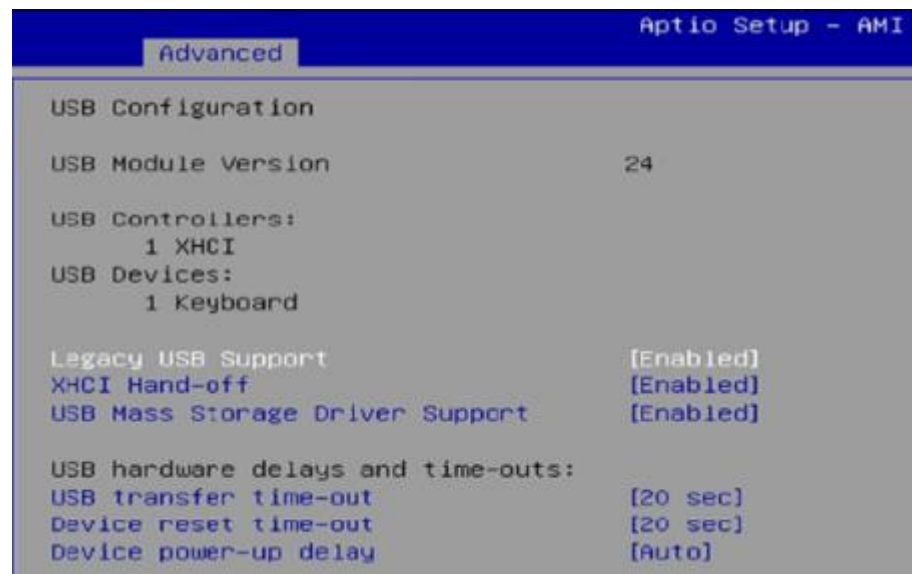 Aptio Setup - AMI
Advanced
USB Configuration
USB Module Version 24
USB Controllers:
1 XHCI
USB Devices:
1 Keyboard
Legacy USB Support [Enabled]
XHCI Hand-off [Enabled]
USB Mass Storage Driver Support [Enabled]
USB hardware delays and time-outs:
USB transfer time-out [20 sec]
Device reset time-out [20 sec]
Device power-up delay [Auto]